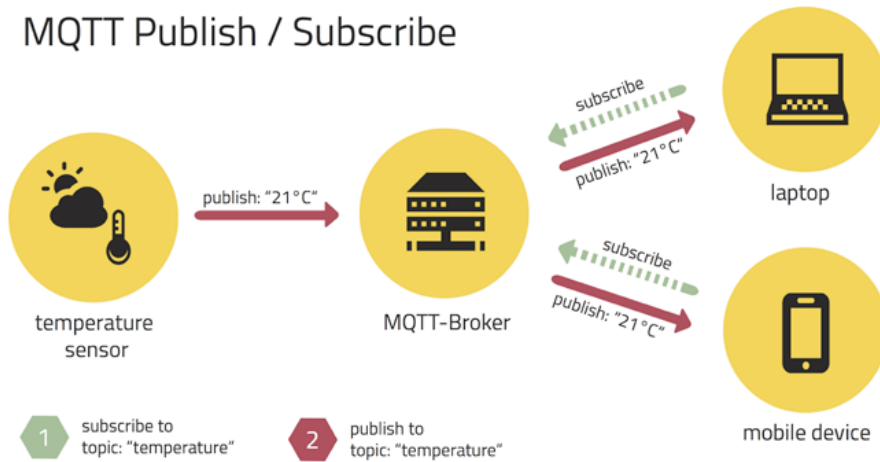 MQTT Publish / Subscribe
subscribe
publish: "21°C"
laptop
publish: "21°C"
temperature
sensor
MQTT-Broker
subscribe
publish: "21°C"
mobile device
1
subscribe to
topic: "temperature"
2
publish to
topic: "temperature"